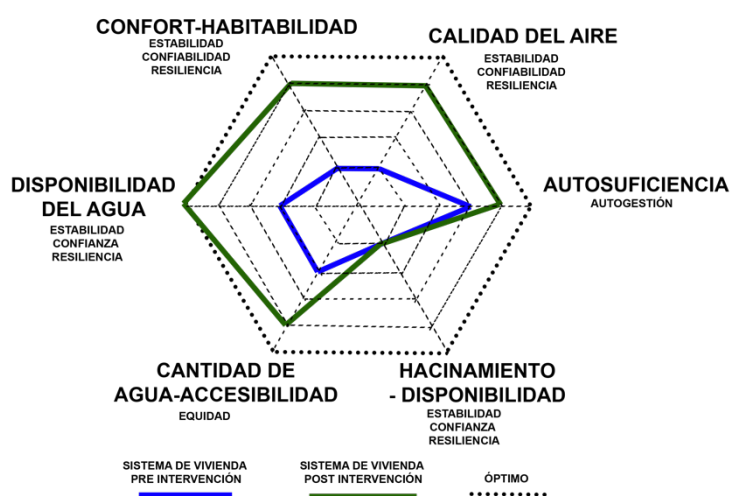 CONFORT-HABITABILIDAD
ESTABILIDAD
CONFIABILIDAD
RESILIENCIA
CALIDAD DEL AIRE
ESTABILIDAD
CONFIABILIDAD
RESILIENCIA
DISPONIBILIDAD
DEL AGUA
ESTABILIDAD
CONFIANZA
RESILIENCIA
AUTOSUFICIENCIA
AUTOGESTIÓN
CANTIDAD DE
AGUA-ACCESIBILIDAD
EQUIDAD
HACINAMIENTO
- DISPONIBILIDAD
ESTABILIDAD
CONFIANZA
RESILIENCIA
SISTEMA DE VIVIENDA
PRE INTERVENCIÓN
SISTEMA DE VIVIENDA
POST INTERVENCIÓN
ÓPTIMO